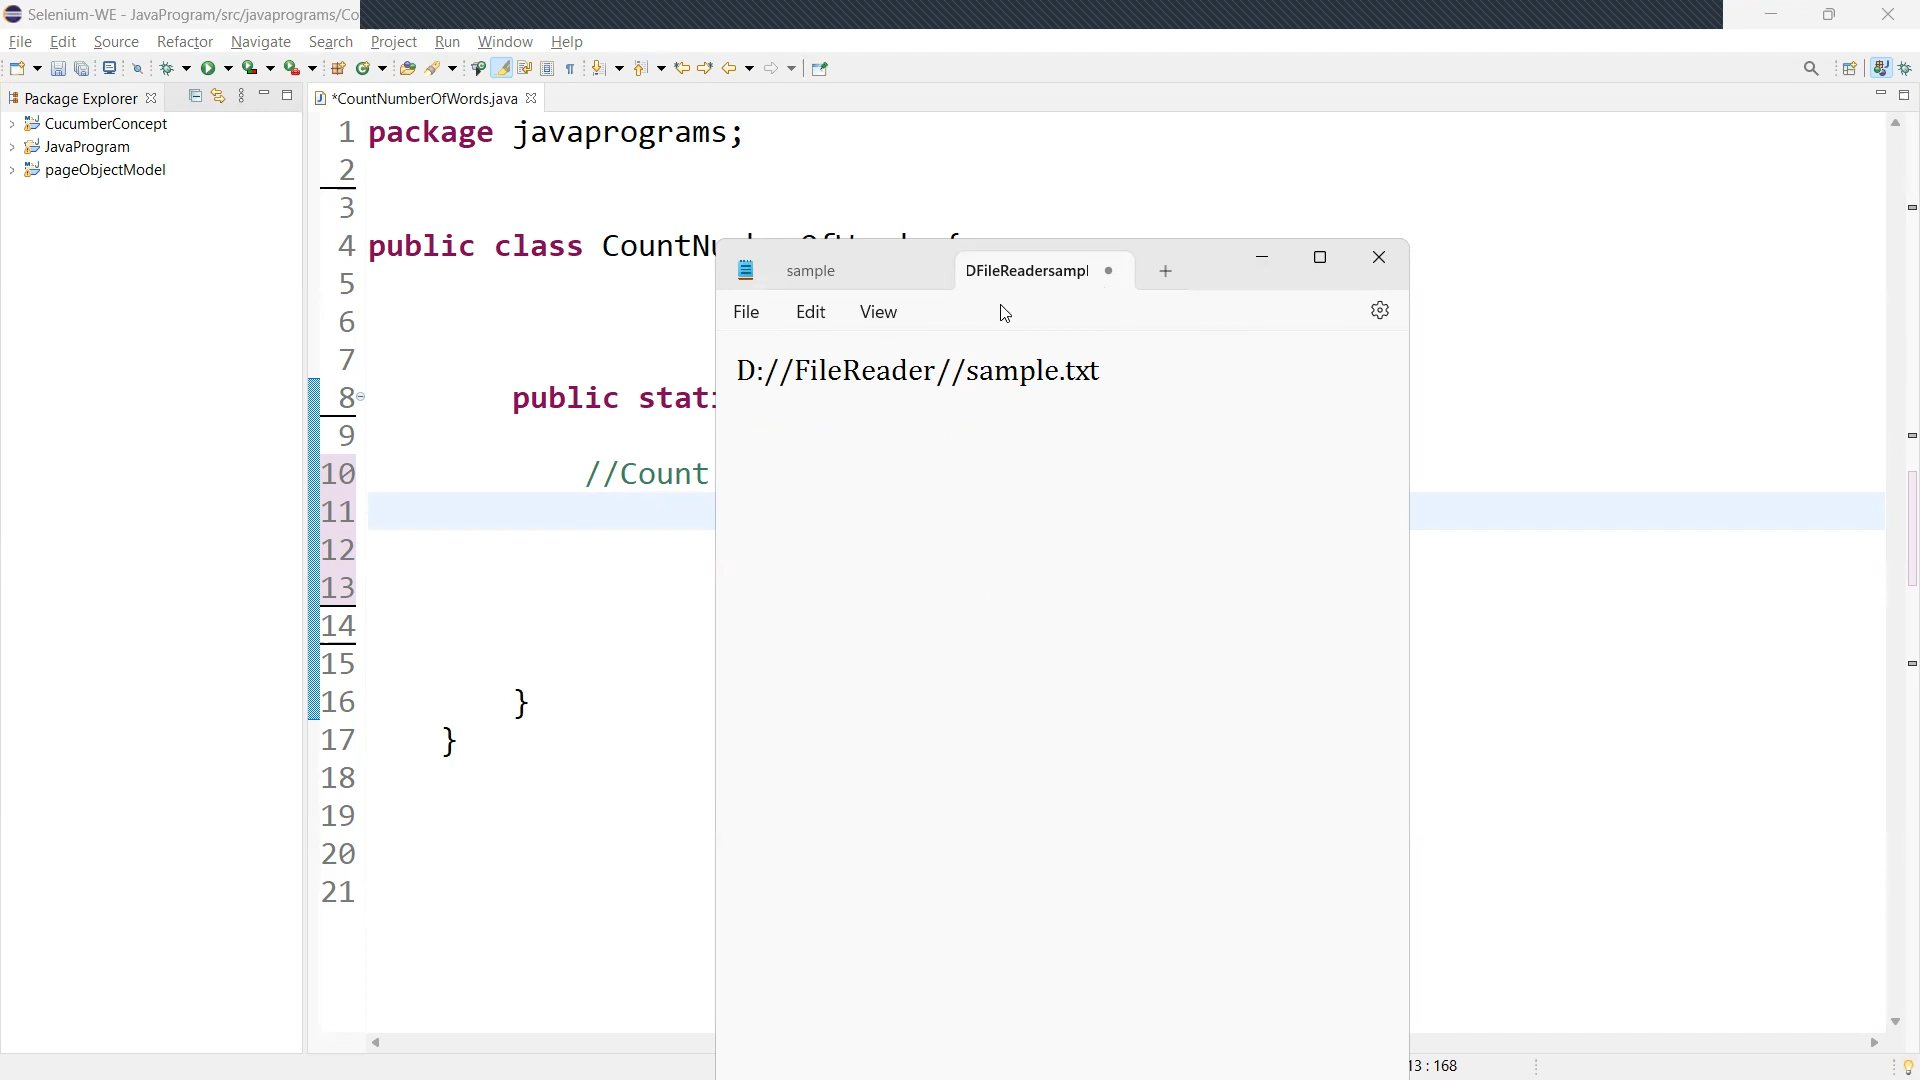 Selenium-WE - JavaProgram/src/javaprograms/Co
File Edit Source Refactor Navigate Search Project Run Window Help
Package Explorer
*CountNumberOfWords.java
CucumberConcept
JavaProgram
pageObjectModel
1 package javaprograms;
2
3
4 public class
5
6
7
8 public
9
10 //Count
11
12
13
14
15
16 }
17 }
18
19
20
21
sample
DFileReadersampl
File Edit View
D://FileReader//sample.txt
13 : 168